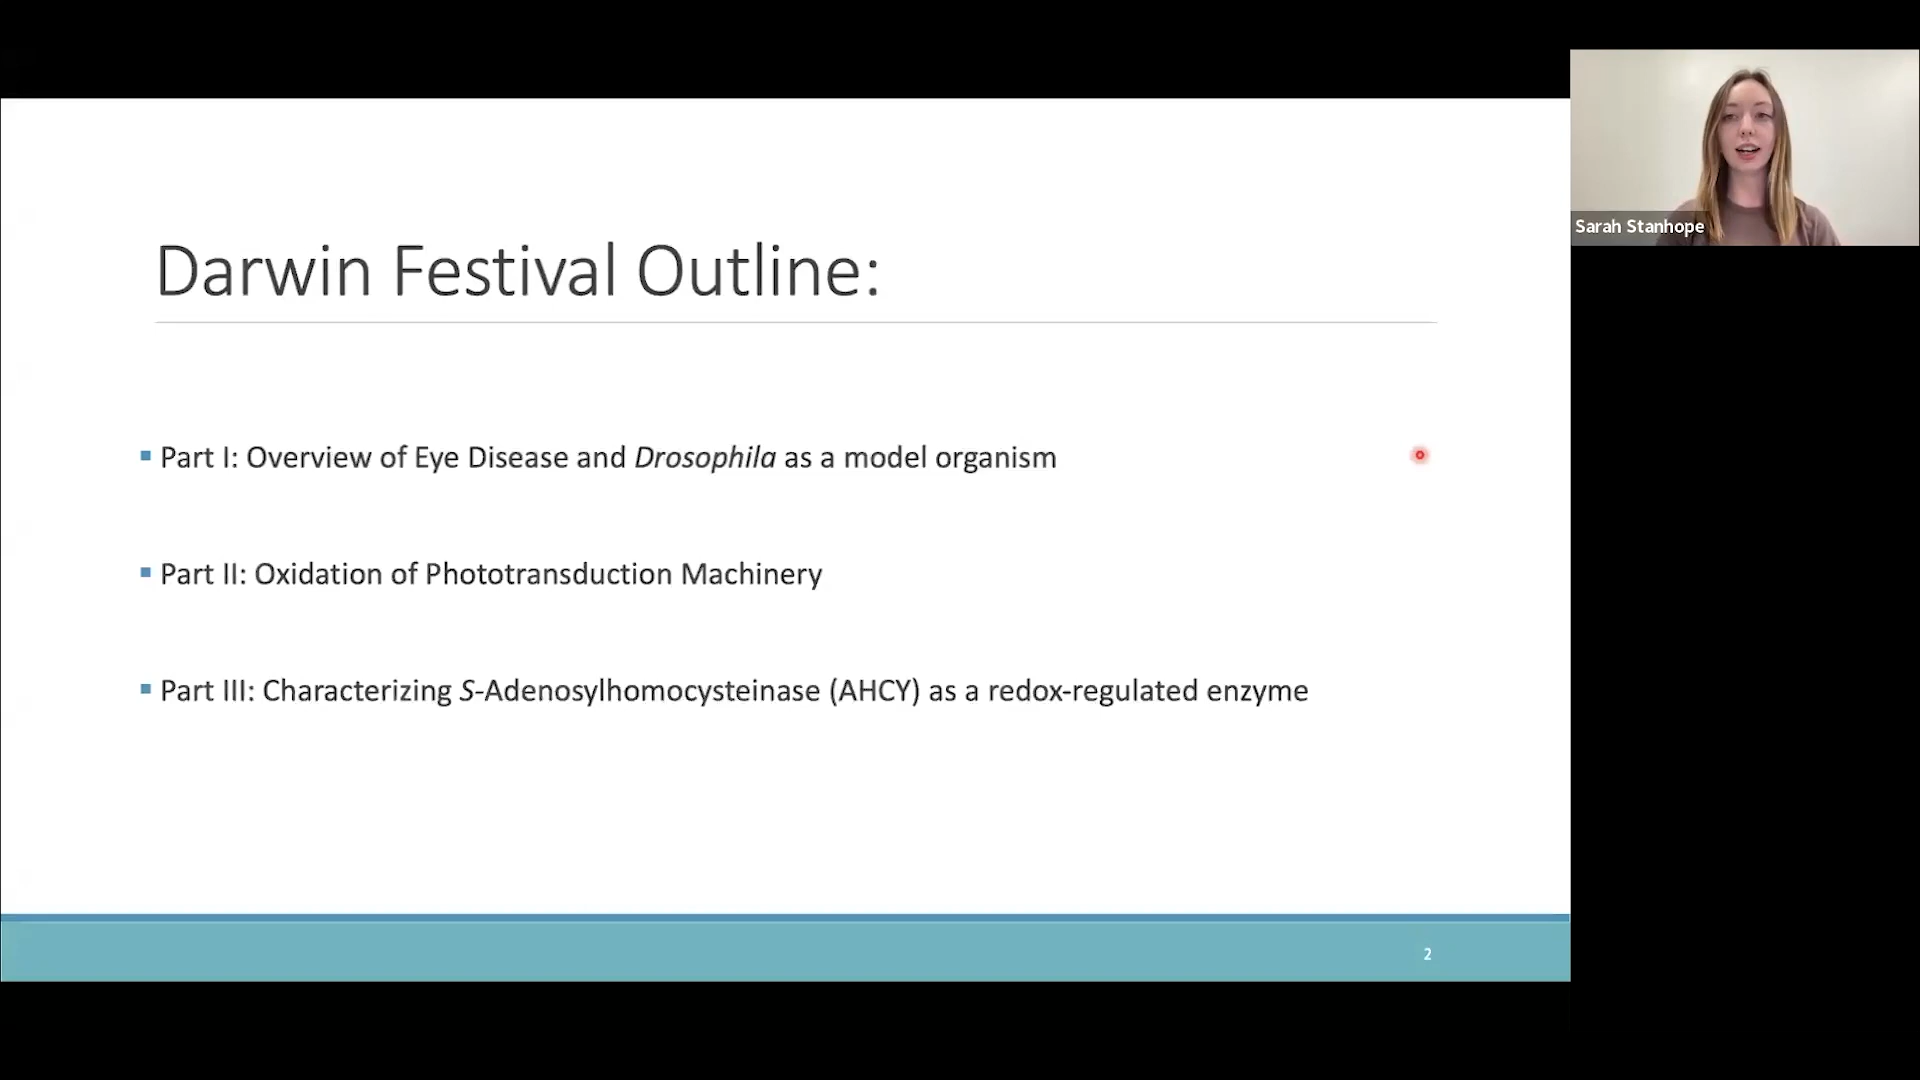 Darwin Festival Outline:
Part I: Overview of Eye Disease and Drosophila as a model organism
Part II: Oxidation of Phototransduction Machinery
Part III: Characterizing S-Adenosylhomocysteinase (AHCY) as a redox-regulated enzyme
2
Sarah Stanhope